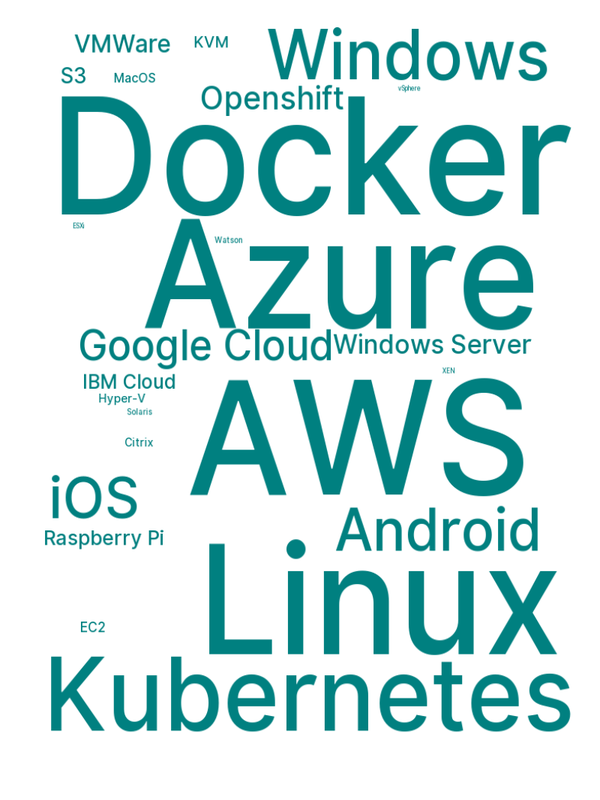 VMWare KVM Windows
S3 MacOS vSphere
Openshift
Docker
ESXi Watson
Azure
Google Cloud Windows Server
IBM Cloud XEN
Hyper-V
Solaris
AWS
Citrix
iOS
Android
Raspberry Pi
Linux
EC2
Kubernetes